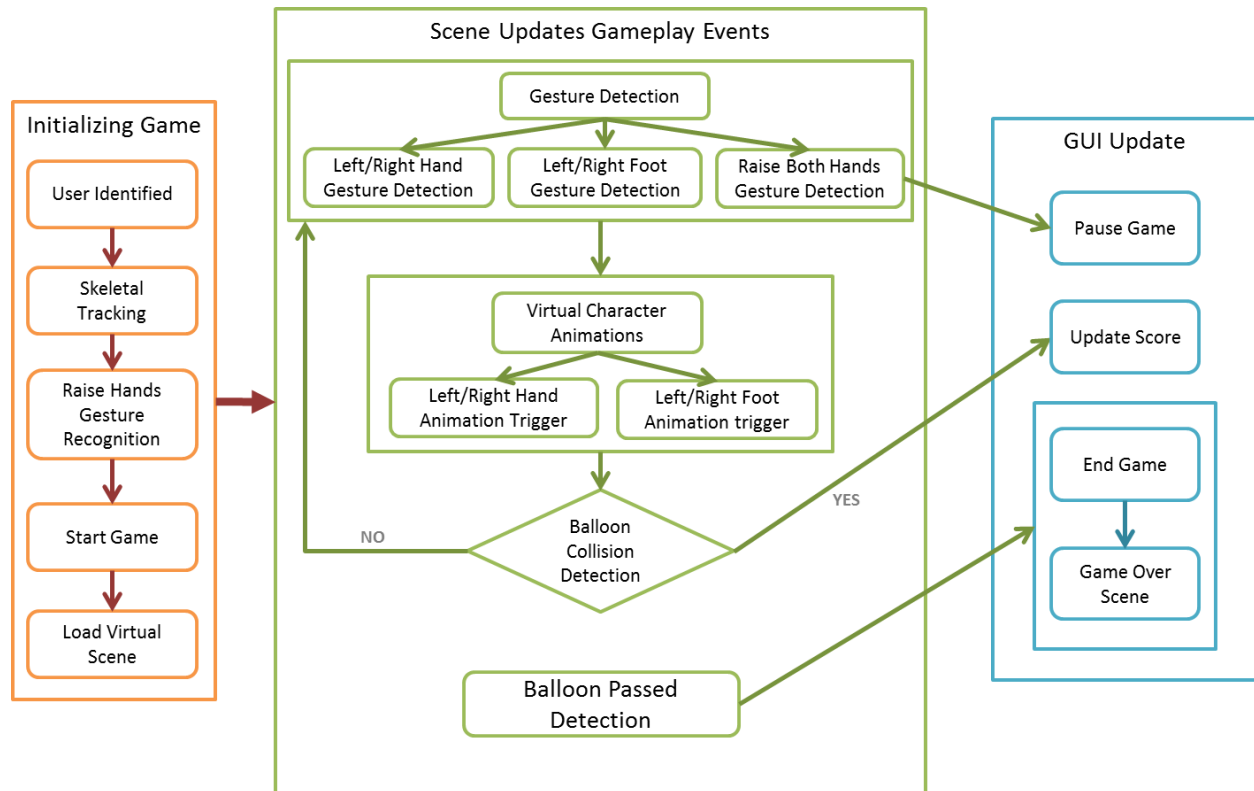 Initializing Game
User Identified
Skeletal
Tracking
Raise Hands
Gesture
Recognition
Start Game
Load Virtual
Scene
Scene Updates Gameplay Events
Gesture Detection
Left/Right Hand
Gesture Detection
Left/Right Foot
Gesture Detection
Raise Both Hands
Gesture Detection
Virtual Character
Animations
Left/Right Hand
Animation Trigger
Left/Right Foot
Animation trigger
Balloon
Collision
Detection
NO
YES
Balloon Passed
Detection
GUI Update
Pause Game
Update Score
End Game
Game Over
Scene